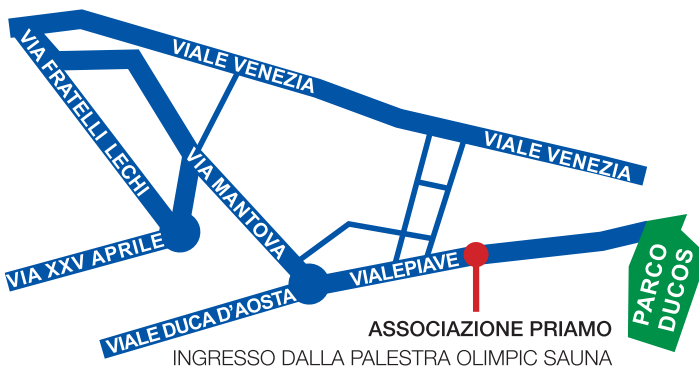 VIALE VENEZIA
VIA FRATELLI LECHI
VIALE VENEZIA
VIA MANTOVA
VIA XXV APRILE
VIALEPIAVE
VIALE DUCA D'AOSTA
PARCO
DUCOS
ASSOCIAZIONE PRIAMO
INGRESSO DALLA PALESTRA OLIMPIC SAUNA